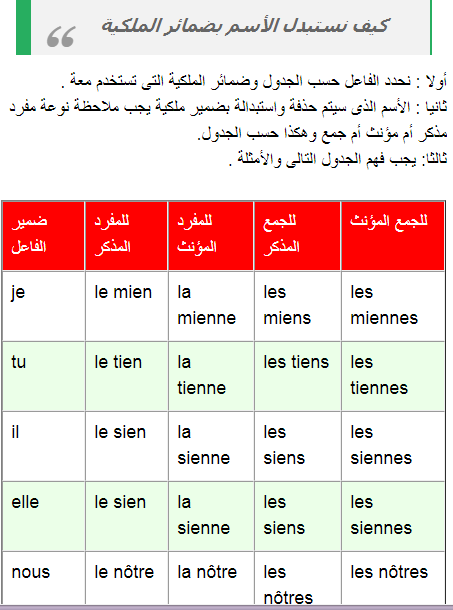 كيف نستبدل الأسم بضمائر الملكية
أولا : نحدد الفاعل حسب الجدول وضمائر الملكية التى تستخدم معة .
ثانيا : الأسم الذى سيتم حذفة واستبدالة بضمير ملكية يجب ملاحظة نوعة مفرد
مذكر أم مؤنث أم جمع وهكذا حسب الجدول.
ثالثا: يجب فهم الجدول التالى والأمثلة .
ضمير الفاعل | للمفرد المذكر | للمفرد المؤنث | للجمع المذكر | للجمع المؤنث
je | le mien | la mienne | les miens | les miennes
tu | le tien | la tienne | les tiens | les tiennes
il | le sien | la sienne | les siens | les siennes
elle | le sien | la sienne | les siens | les siennes
nous | le nôtre | la nôtre | les nôtres | les nôtres